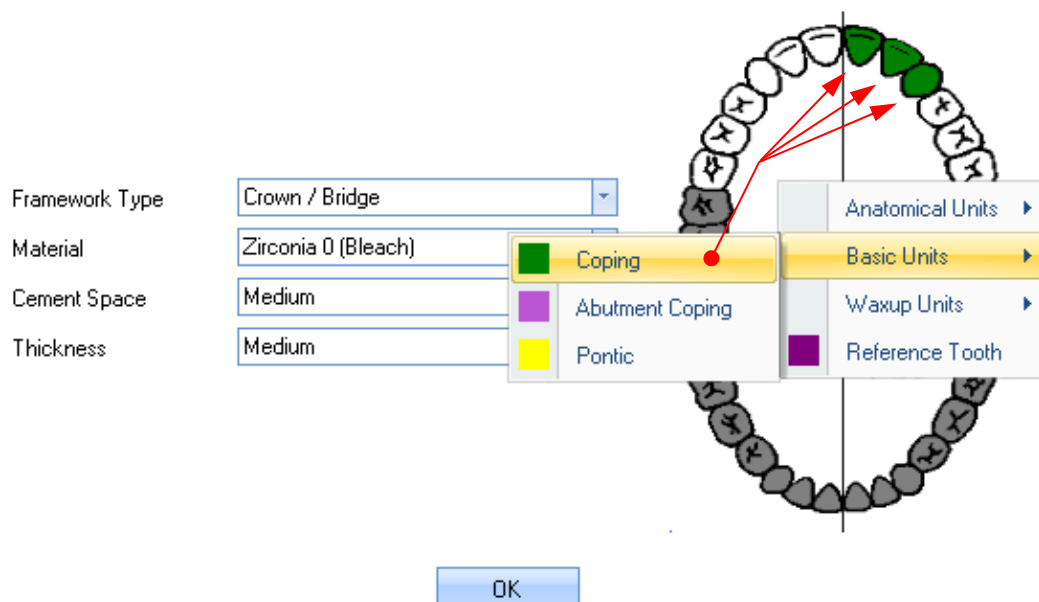 Framework Type
Crown / Bridge
Material
Zirconia 0 (Bleach)
Cement Space
Medium
Thickness
Medium
Coping
Abutment Coping
Pontic
Anatomical Units
Basic Units
Waxup Units
Reference Tooth
OK